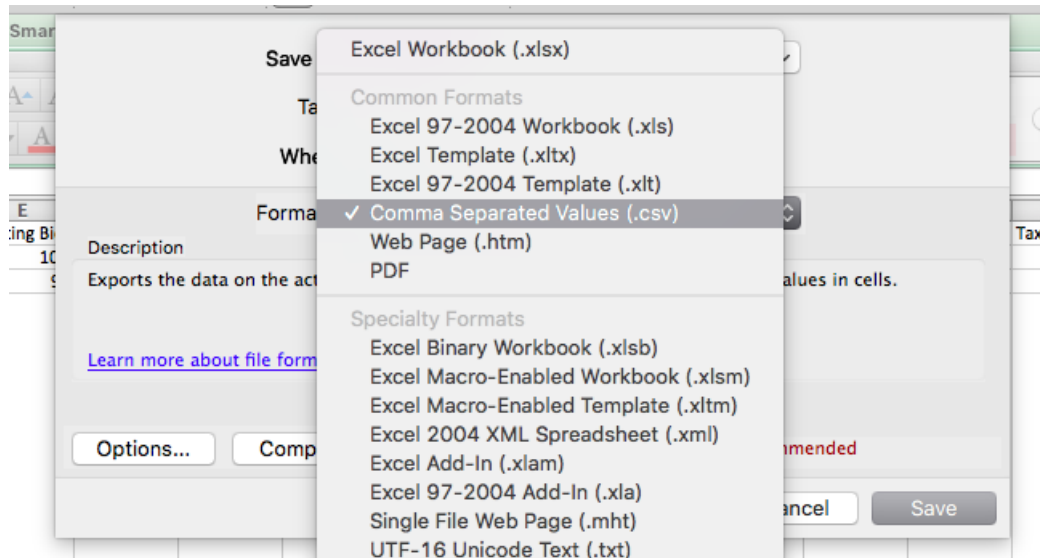 Smar
Save
Excel Workbook (.xlsx)
A
Ta
Common Formats
Excel 97-2004 Workbook (.xls)
A
Whe
Excel Template (.xltx)
Excel 97-2004 Template (.xlt)
E
Forma
✓ Comma Separated Values (.csv)
ting Bi
Description
Web Page (.htm)
Tax
10
Exports the data on the act
PDF
alues in cells.
9
Specialty Formats
Learn more about file form
Excel Binary Workbook (.xlsb)
Excel Macro-Enabled Workbook (.xlsm)
Excel Macro-Enabled Template (.xltm)
Options...
Comp
Excel 2004 XML Spreadsheet (.xml)
mmended
Excel Add-In (.xlam)
Excel 97-2004 Add-In (.xla)
ancel
Save
Single File Web Page (.mht)
UTF-16 Unicode Text (.txt)